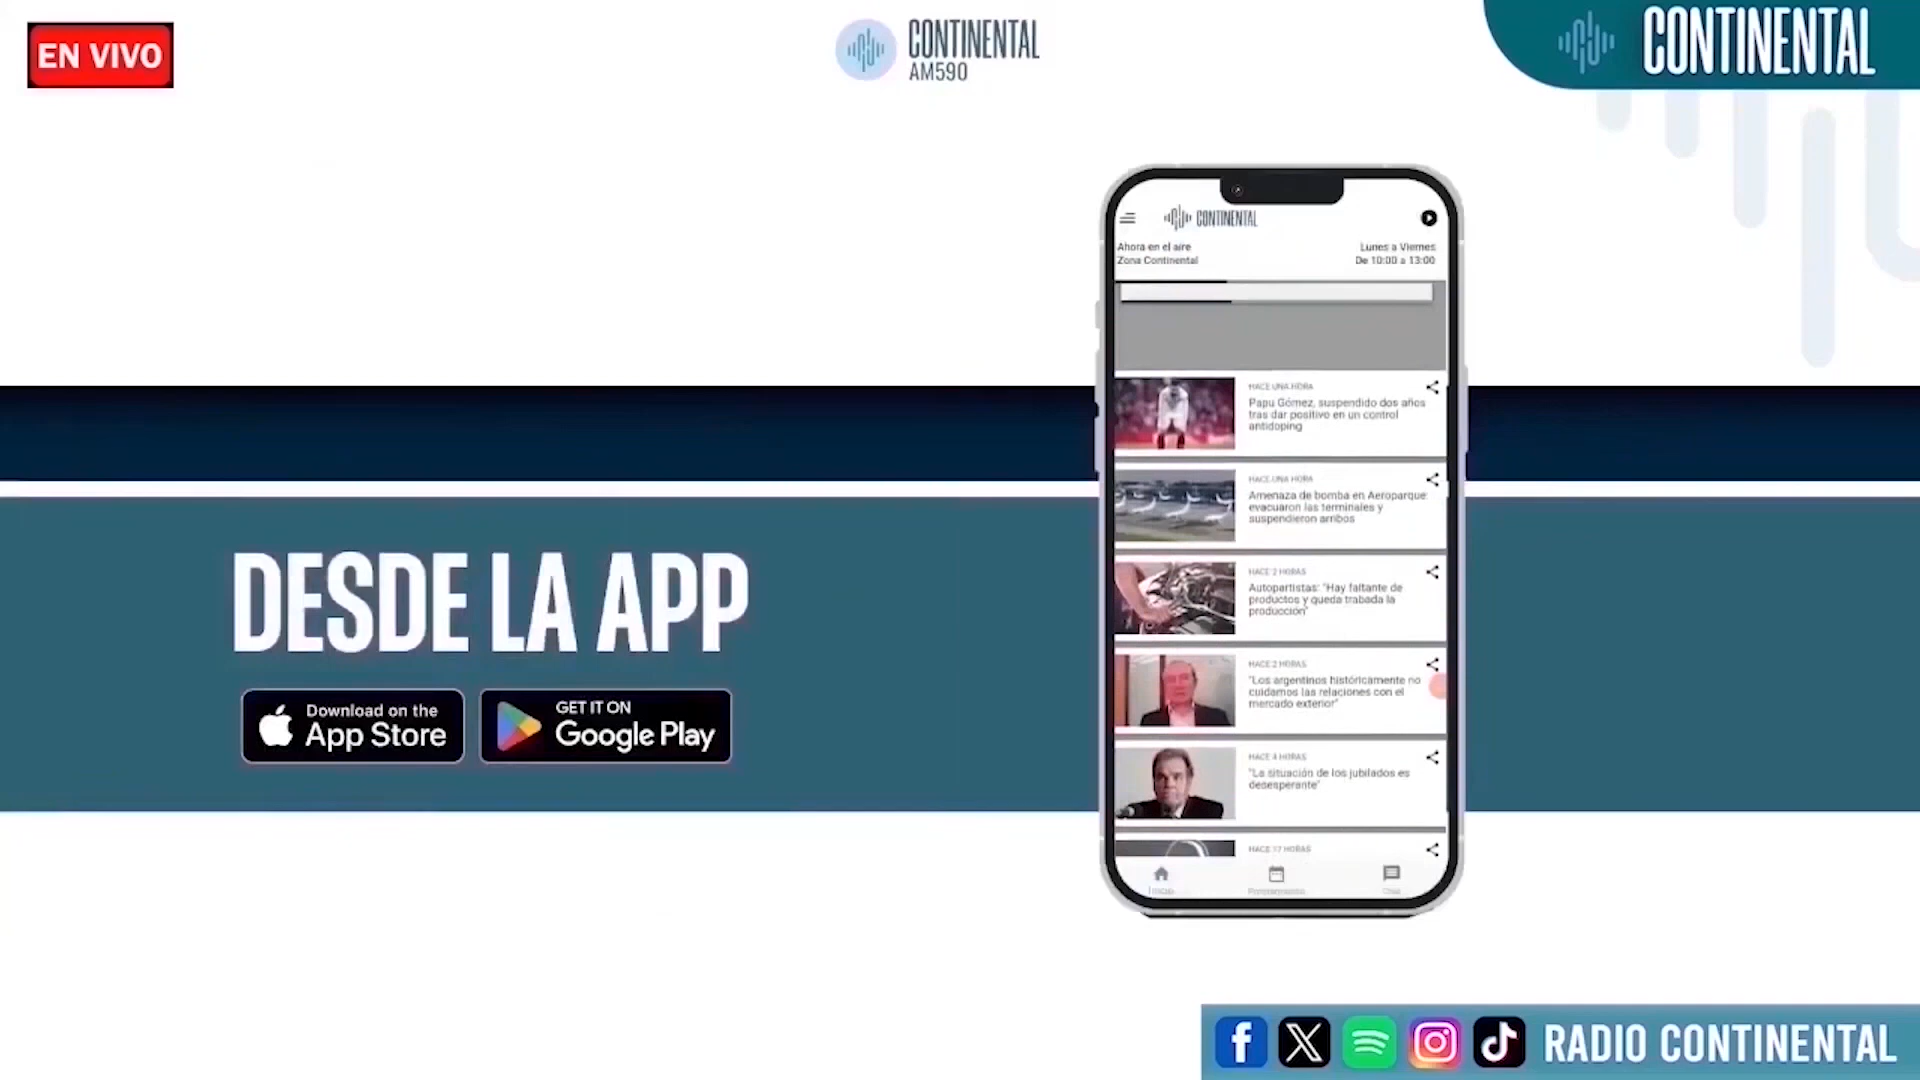 EN VIVO
CONTINENTAL
AM590
CONTINENTAL
CONTINENTAL
Ahora en el aire
Zona Continental
Lunes a Viernes
De 10:00 a 13:00
HACE UNA HORA
Papu Gómez, suspendido dos años
tras dar positivo en un control
antidoping
HACE UNA HORA
Amenaza de bomba en Aeroparque:
evacuaron las terminales y
suspendieron arribos
HACE 2 HORAS
Autopartistas: "Hay faltante de
productos y queda trabada la
producción"
HACE 2 HORAS
"Los argentinos históricamente no
cuidamos las relaciones con el
mercado exterior"
HACE 4 HORAS
"La situación de los jubilados es
desesperante"
HACE 17 HORAS
Inicio
DESDE LA APP
Download on the
App Store
GET IT ON
Google Play
RADIO CONTINENTAL